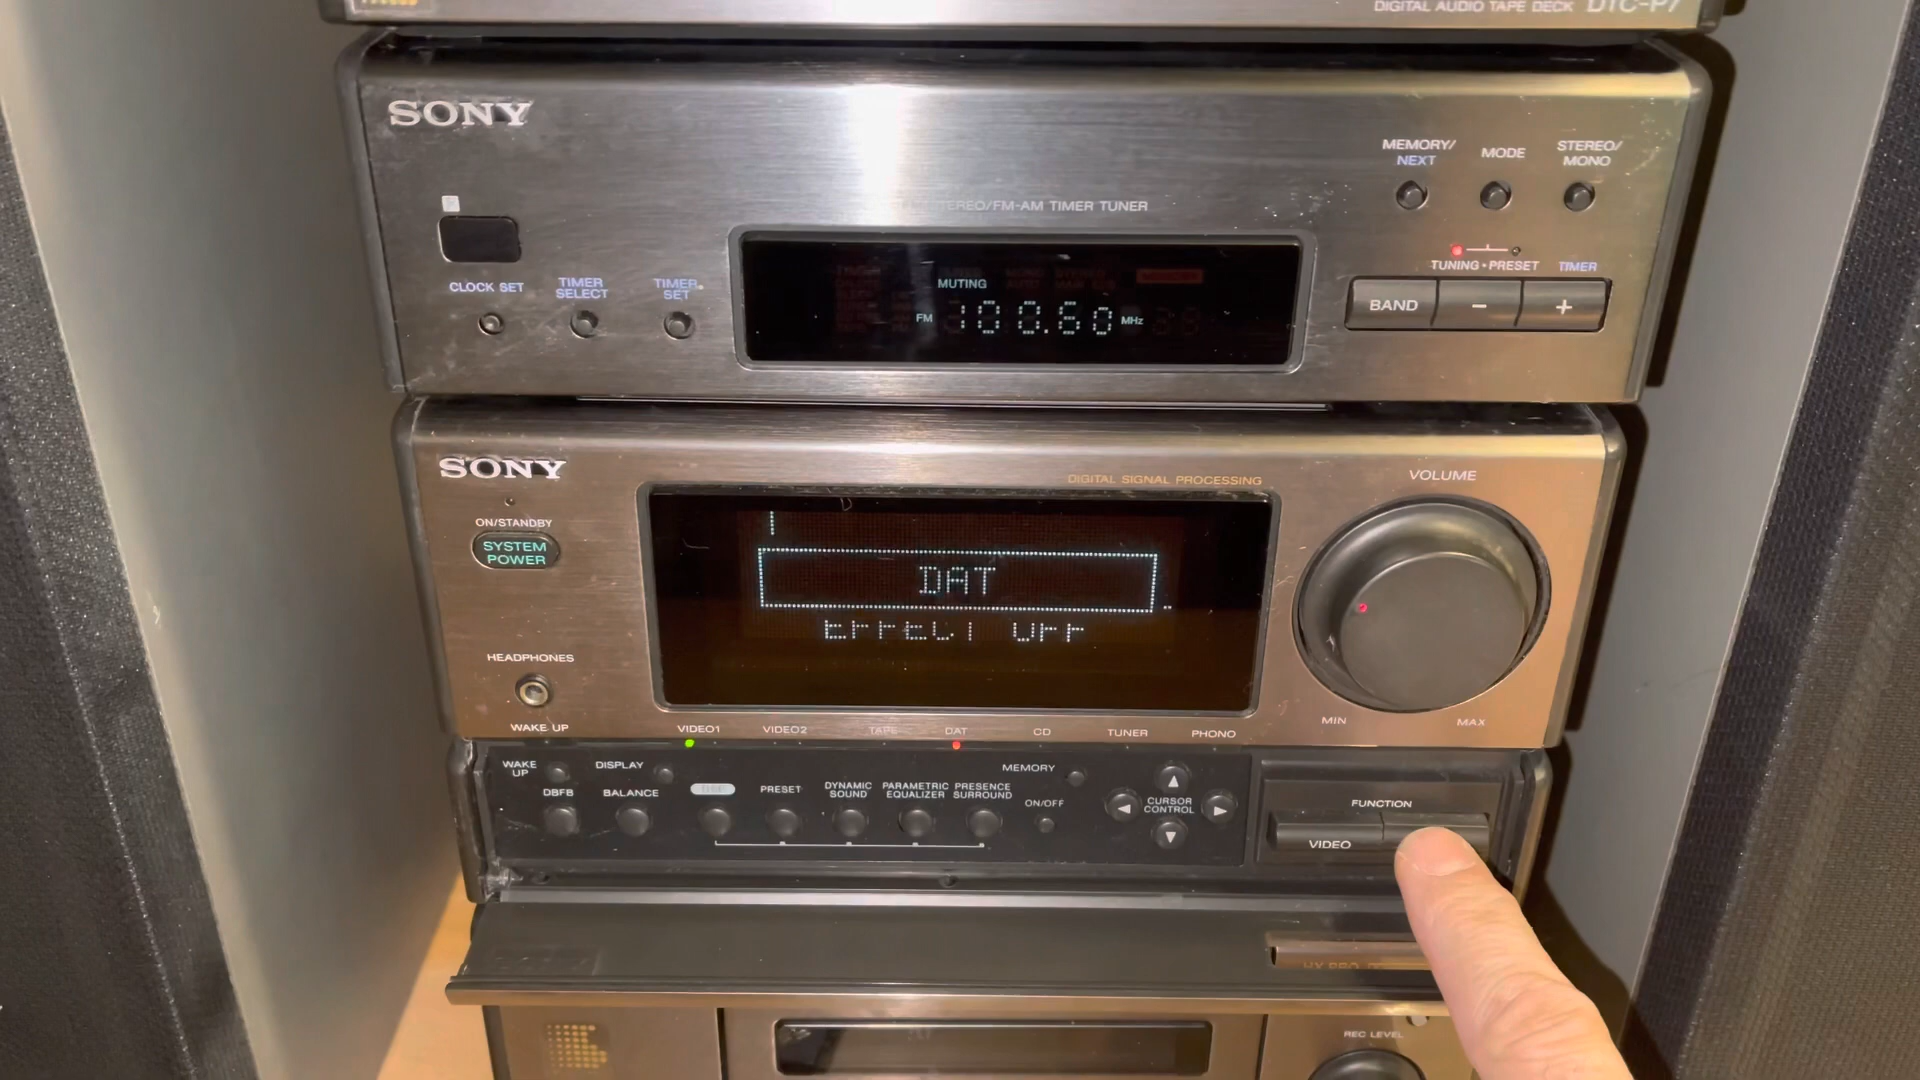 DIGITAL AUDIO TAPE DECK DTC-P7
SONY
MEMORY/
NEXT
MODE
STEREO/
MONO
STEREO/FM-AM TIMER TUNER
CLOCK SET
TIMER
SELECT
TIMER
SET
MUTING
FM 100.60 MHz
TUNING • PRESET
TIMER
BAND - +
SONY
DIGITAL SIGNAL PROCESSING
VOLUME
ON/STANDBY
SYSTEM
POWER
DAT
EFFECT OFF
HEADPHONES
MIN MAX
WAKE UP
VIDEO1 VIDEO2 TAPE DAT CD TUNER PHONO
WAKE
UP
DISPLAY
MEMORY
DBFB
BALANCE
PRESET
DYNAMIC
SOUND
PARAMETRIC
EQUALIZER
PRESENCE
SURROUND
ON/OFF
CURSOR
CONTROL
FUNCTION
VIDEO
HX PRO
REC LEVEL